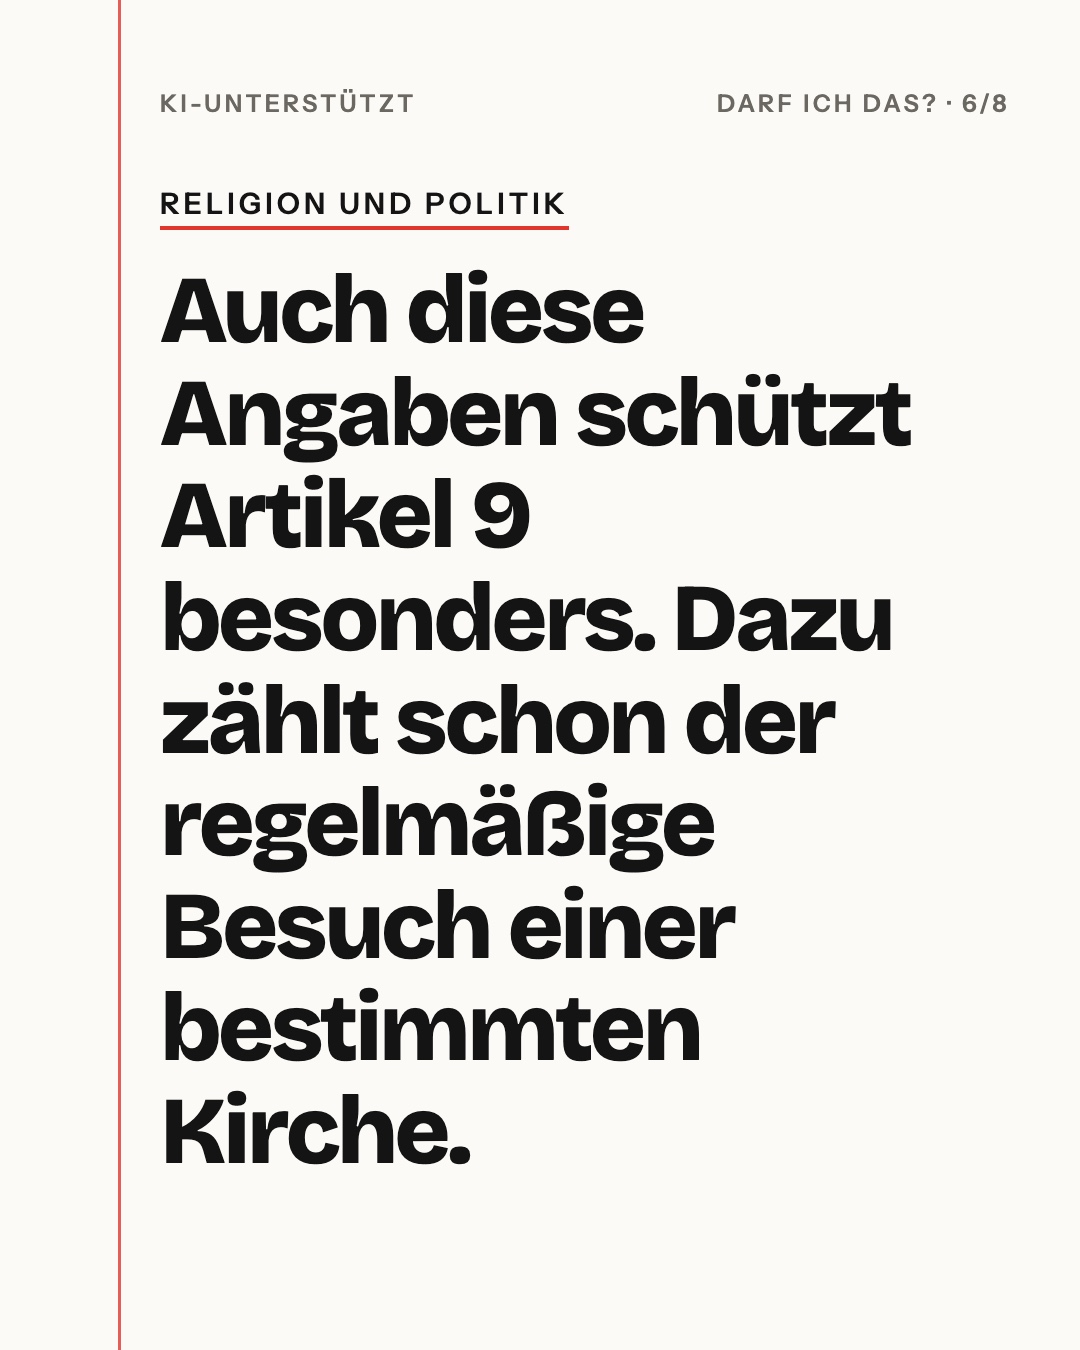 KI-UNTERSTÜTZT
DARF ICH DAS? · 6/8
RELIGION UND POLITIK
Auch diese
Angaben schützt
Artikel 9
besonders. Dazu
zählt schon der
regelmäßige
Besuch einer
bestimmten
Kirche.